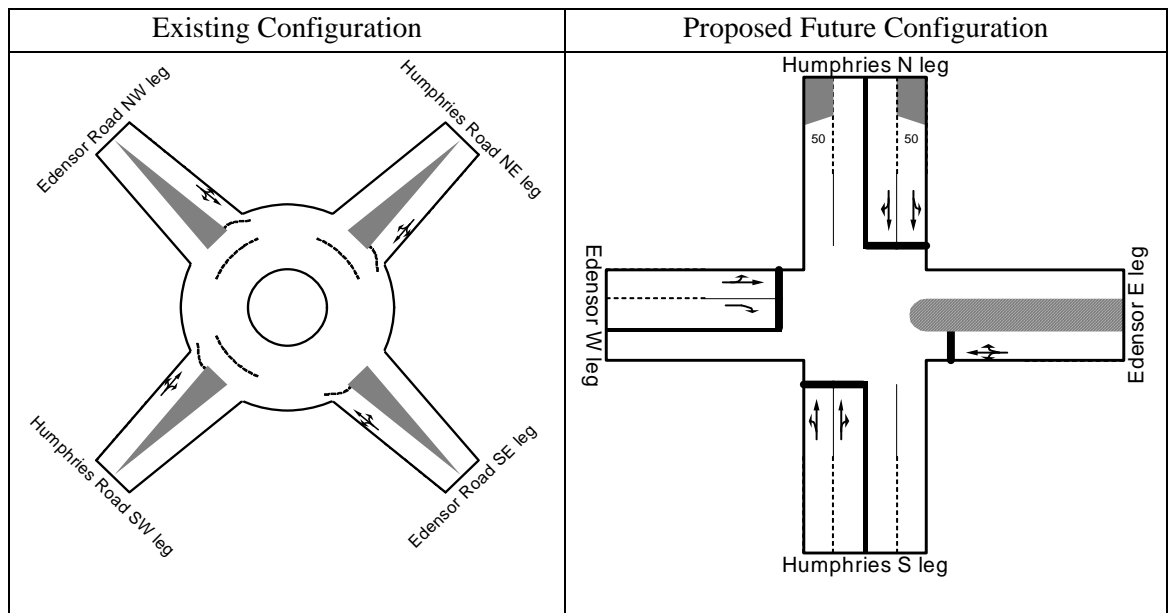 Existing Configuration
Proposed Future Configuration
Edensor Road NW leg
Humphries Road NE leg
Humphries Road SW leg
Edensor Road SE leg
Humphries N leg
50
50
Edensor W leg
Edensor E leg
Humphries S leg